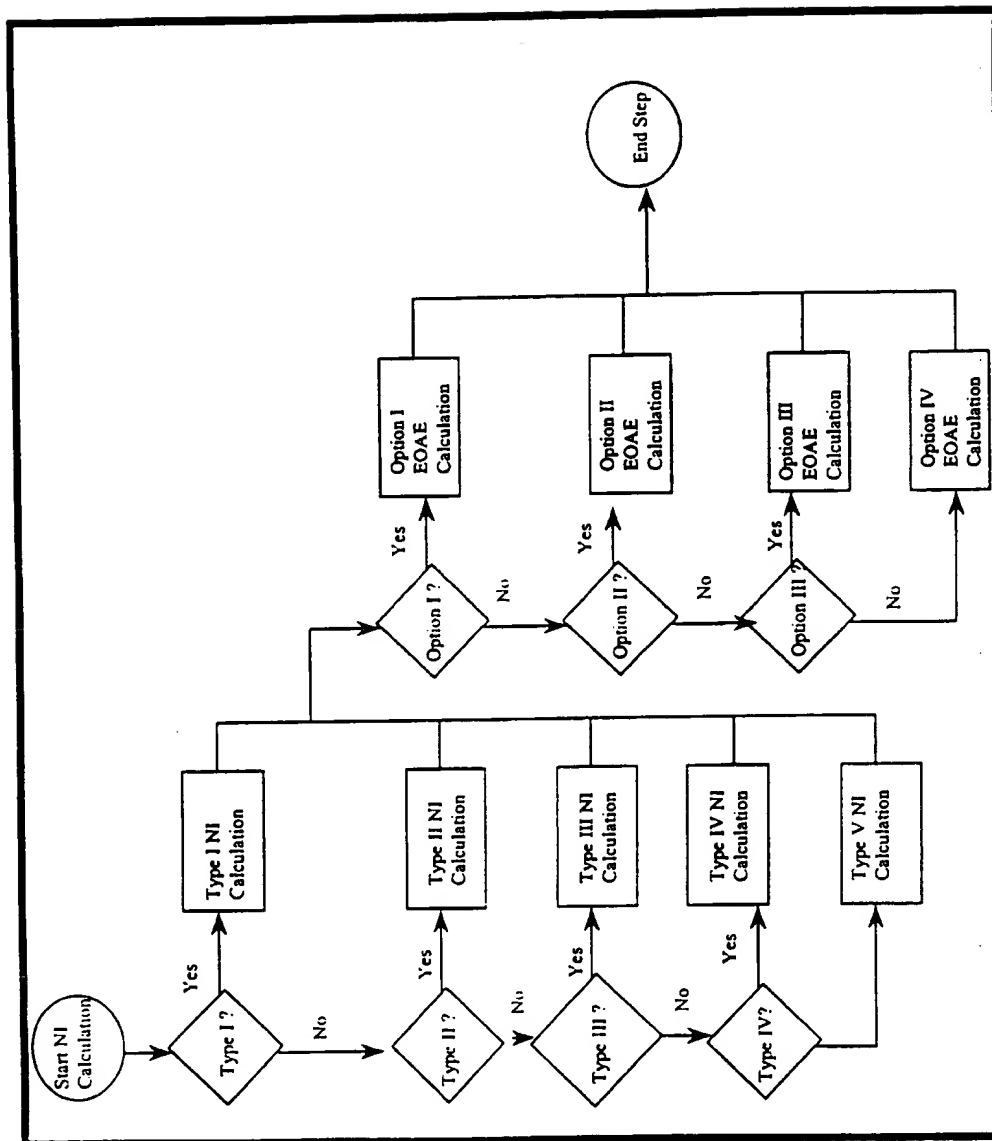 Start NI
Calculation
Type I ?
Yes
Type I NI
Calculation
No
Type II ?
Yes
Type II NI
Calculation
No
Type III ?
Yes
Type III NI
Calculation
No
Type IV?
Yes
Type IV NI
Calculation
Type V NI
Calculation
Option I ?
Yes
Option I
EOAE
Calculation
No
Option II ?
Yes
Option II
EOAE
Calculation
No
Option III ?
Yes
Option III
EOAE
Calculation
No
Option IV
EOAE
Calculation
End Step